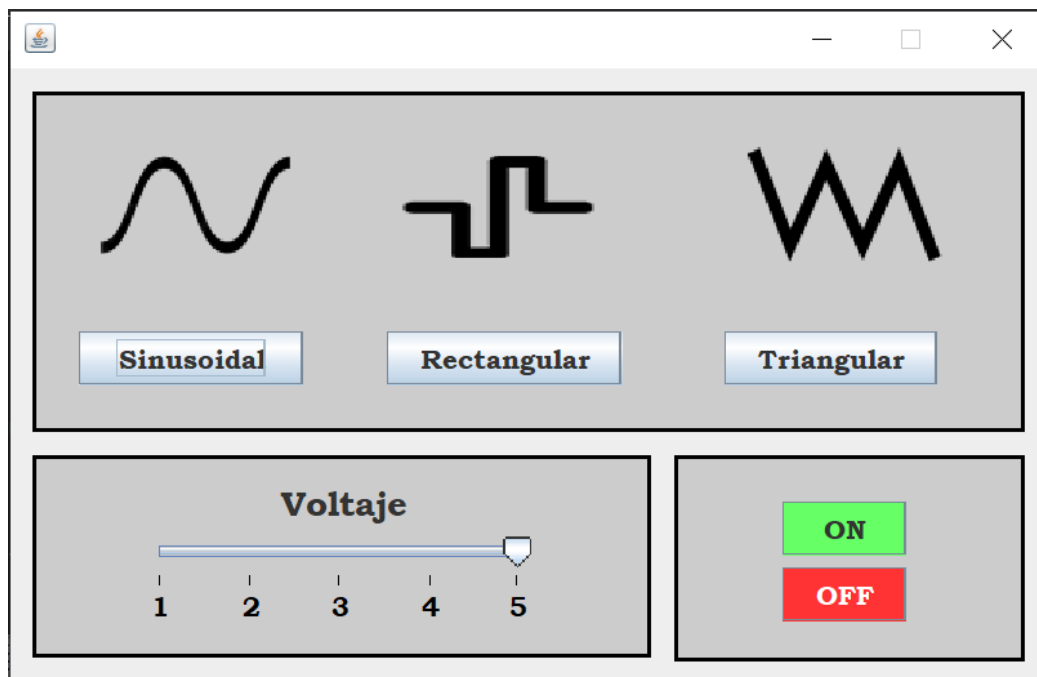 Sinusoidal
Rectangular
Triangular
Voltaje
1 2 3 4 5
ON
OFF